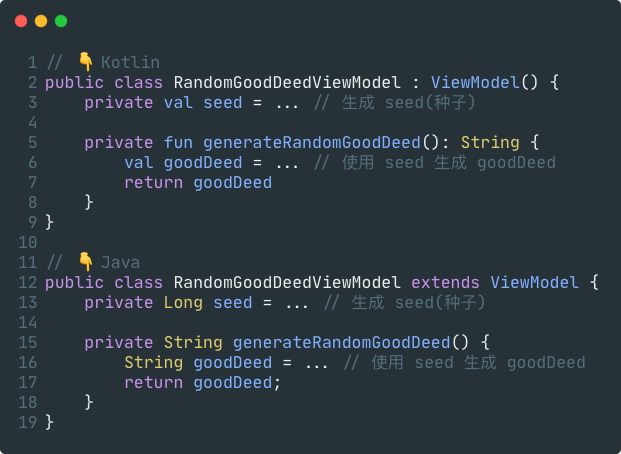 1 // 👇 Kotlin
2 public class RandomGoodDeedViewModel : ViewModel() {
3     private val seed = ... // 生成 seed(种子)
4
5     private fun generateRandomGoodDeed(): String {
6         val goodDeed = ... // 使用 seed 生成 goodDeed
7         return goodDeed
8     }
9 }
10
11 // 👇 Java
12 public class RandomGoodDeedViewModel extends ViewModel {
13     private Long seed = ... // 生成 seed(种子)
14
15     private String generateRandomGoodDeed() {
16         String goodDeed = ... // 使用 seed 生成 goodDeed
17         return goodDeed;
18     }
19 }